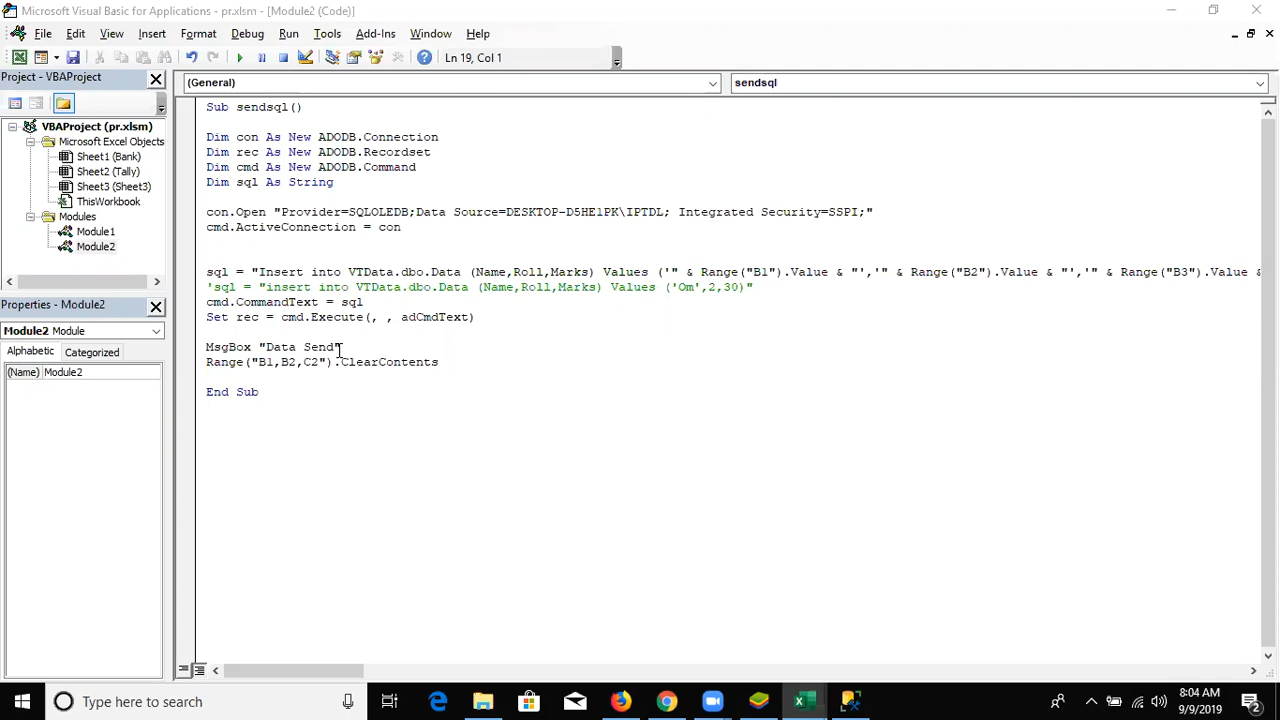 Microsoft Visual Basic for Applications - pr.xlsm - [Module2 (Code)]
File Edit View Insert Format Debug Run Tools Add-Ins Window Help
Ln 19, Col 1
Project - VBAProject
(General)
sendsql
VBAProject (pr.xlsm)
Microsoft Excel Objects
Sheet1 (Bank)
Sheet2 (Tally)
Sheet3 (Sheet3)
ThisWorkbook
Modules
Module1
Module2
Properties - Module2
Module2 Module
Alphabetic Categorized
(Name) Module2
Sub sendsql()
Dim con As New ADODB.Connection
Dim rec As New ADODB.Recordset
Dim cmd As New ADODB.Command
Dim sql As String
con.Open "Provider=SQLOLEDB;Data Source=DESKTOP-D5HE1PK\IPTDL; Integrated Security=SSPI;"
cmd.ActiveConnection = con
sql = "Insert into VTData.dbo.Data (Name,Roll,Marks) Values ('" & Range("B1").Value & "','" & Range("B2").Value & "','" & Range("B3").Value &
'sql = "insert into VTData.dbo.Data (Name,Roll,Marks) Values ('Om',2,30)"
cmd.CommandText = sql
Set rec = cmd.Execute(, , adCmdText)
MsgBox "Data Send"
Range("B1,B2,C2").ClearContents
End Sub
Type here to search
8:04 AM
9/9/2019
2